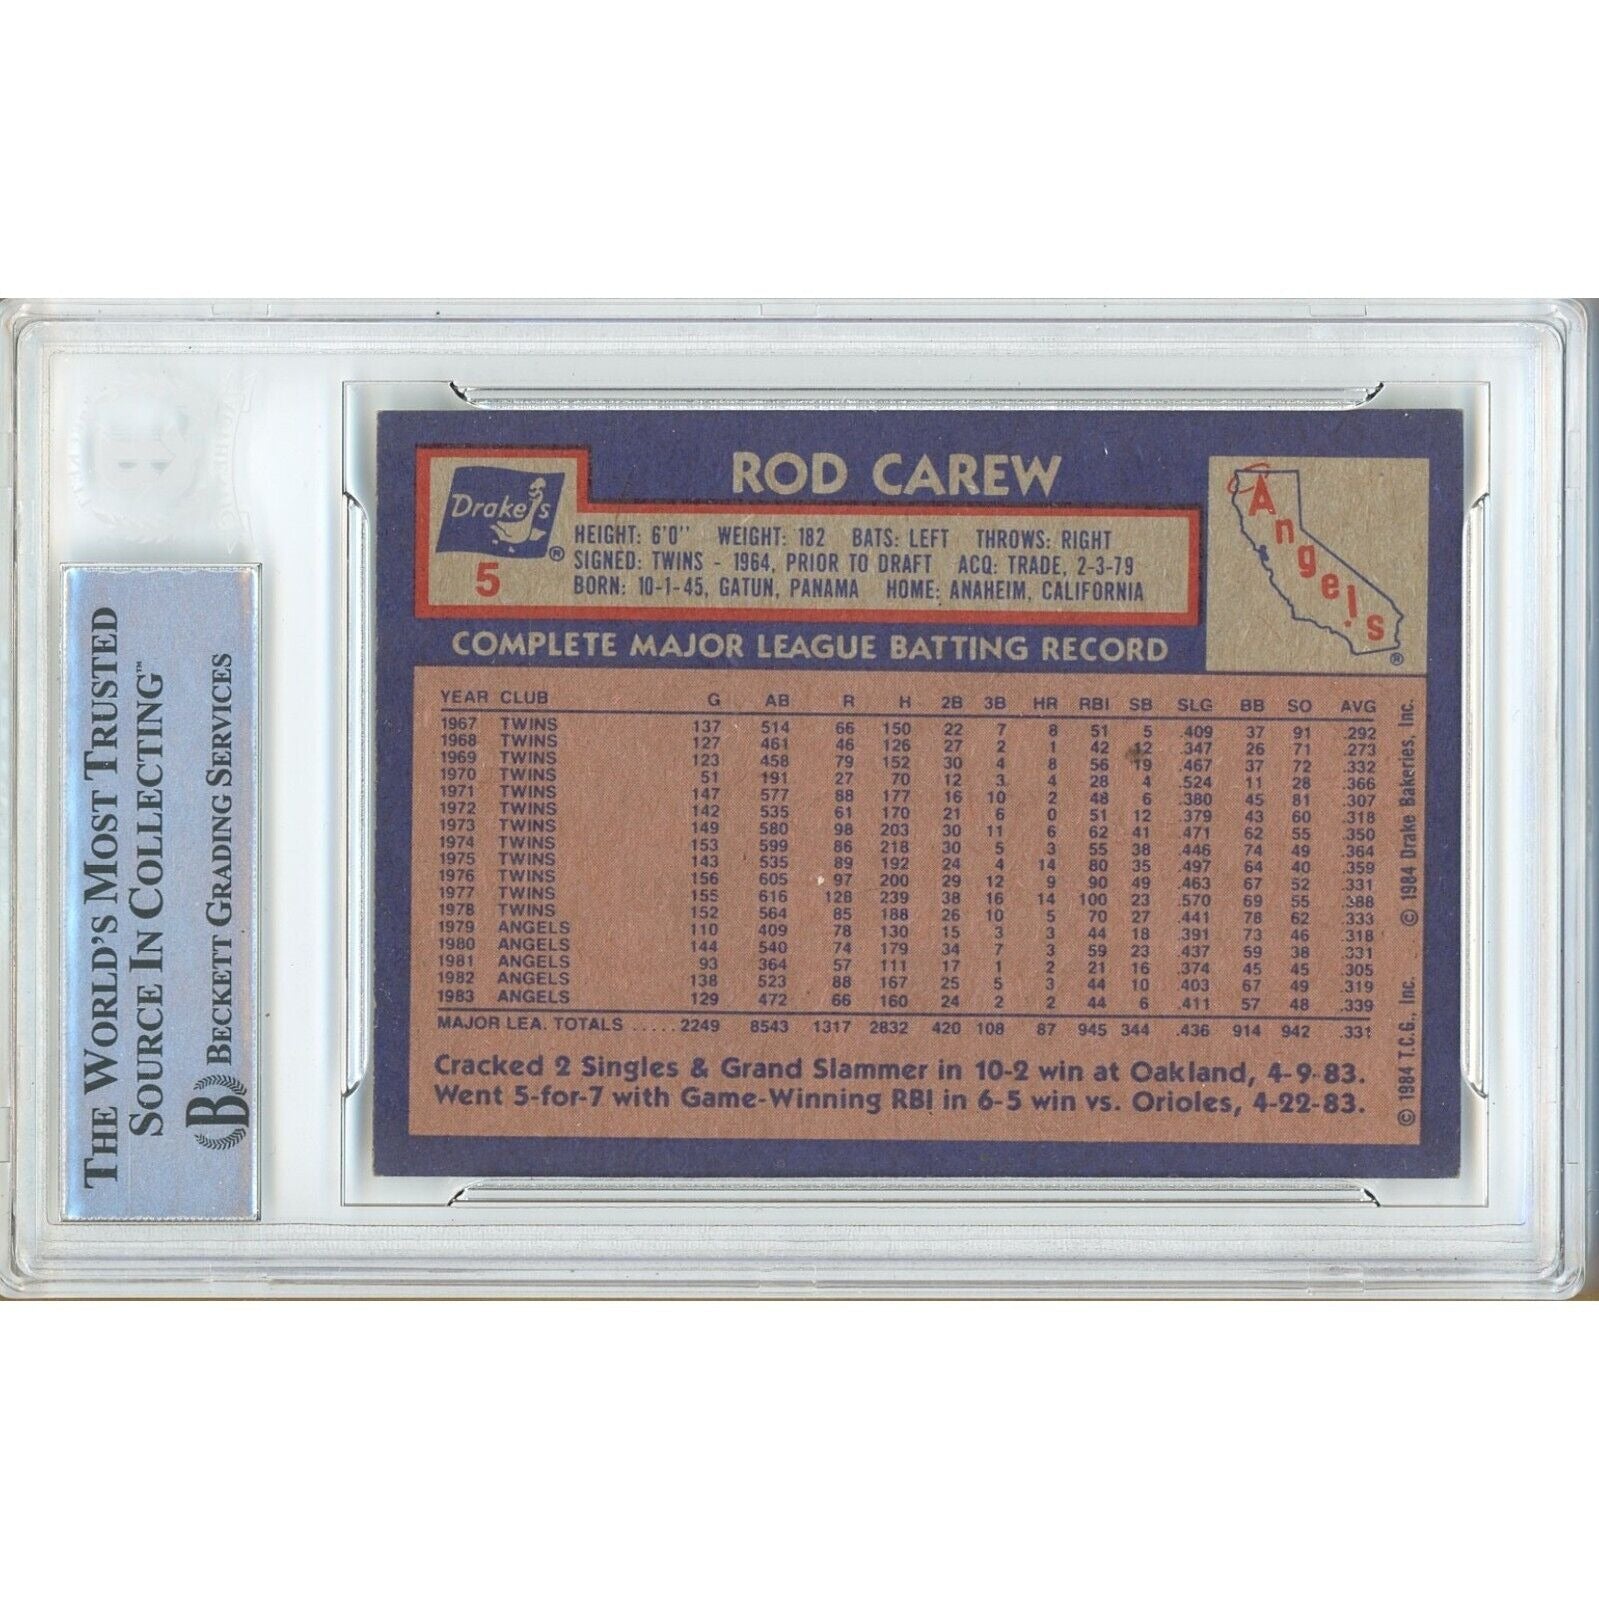 THE WORLD'S MOST TRUSTED
SOURCE IN COLLECTING™
BECKETT GRADING SERVICES
B
ROD CAREW
Drake's ®
5
HEIGHT: 6'0'' WEIGHT: 182 BATS: LEFT THROWS: RIGHT
SIGNED: TWINS - 1964, PRIOR TO DRAFT ACQ: TRADE, 2-3-79
BORN: 10-1-45, GATUN, PANAMA HOME: ANAHEIM, CALIFORNIA
Angels ®
COMPLETE MAJOR LEAGUE BATTING RECORD
YEAR CLUB G AB R H 2B 3B HR RBI SB SLG BB SO AVG
1967 TWINS 137 514 66 150 22 7 8 51 5 .409 37 91 .292
1968 TWINS 127 461 46 126 27 2 1 42 12 .347 26 71 .273
1969 TWINS 123 458 79 152 30 4 8 56 19 .467 37 72 .332
1970 TWINS 51 191 27 70 12 3 4 28 4 .524 11 28 .366
1971 TWINS 147 577 88 177 16 10 2 48 6 .380 45 81 .307
1972 TWINS 142 535 61 170 21 6 0 51 12 .379 43 60 .318
1973 TWINS 149 580 98 203 30 11 6 62 41 .471 62 55 .350
1974 TWINS 153 599 86 218 30 5 3 55 38 .446 74 49 .364
1975 TWINS 143 535 89 192 24 4 14 80 35 .497 64 40 .359
1976 TWINS 156 605 97 200 29 12 9 90 49 .463 67 52 .331
1977 TWINS 155 616 128 239 38 16 14 100 23 .570 69 55 .388
1978 TWINS 152 564 85 188 26 10 5 70 27 .441 78 62 .333
1979 ANGELS 110 409 78 130 15 3 3 44 18 .391 73 46 .318
1980 ANGELS 144 540 74 179 34 7 3 59 23 .437 59 38 .331
1981 ANGELS 93 364 57 111 17 1 2 21 16 .374 45 45 .305
1982 ANGELS 138 523 88 167 25 5 3 44 10 .403 67 49 .319
1983 ANGELS 129 472 66 160 24 2 2 44 6 .411 57 48 .339
MAJOR LEA. TOTALS ..... 2249 8543 1317 2832 420 108 87 945 344 .436 914 942 .331
Cracked 2 Singles & Grand Slammer in 10-2 win at Oakland, 4-9-83.
Went 5-for-7 with Game-Winning RBI in 6-5 win vs. Orioles, 4-22-83.
© 1984 T.C.G., Inc. © 1984 Drake Bakeries, Inc.